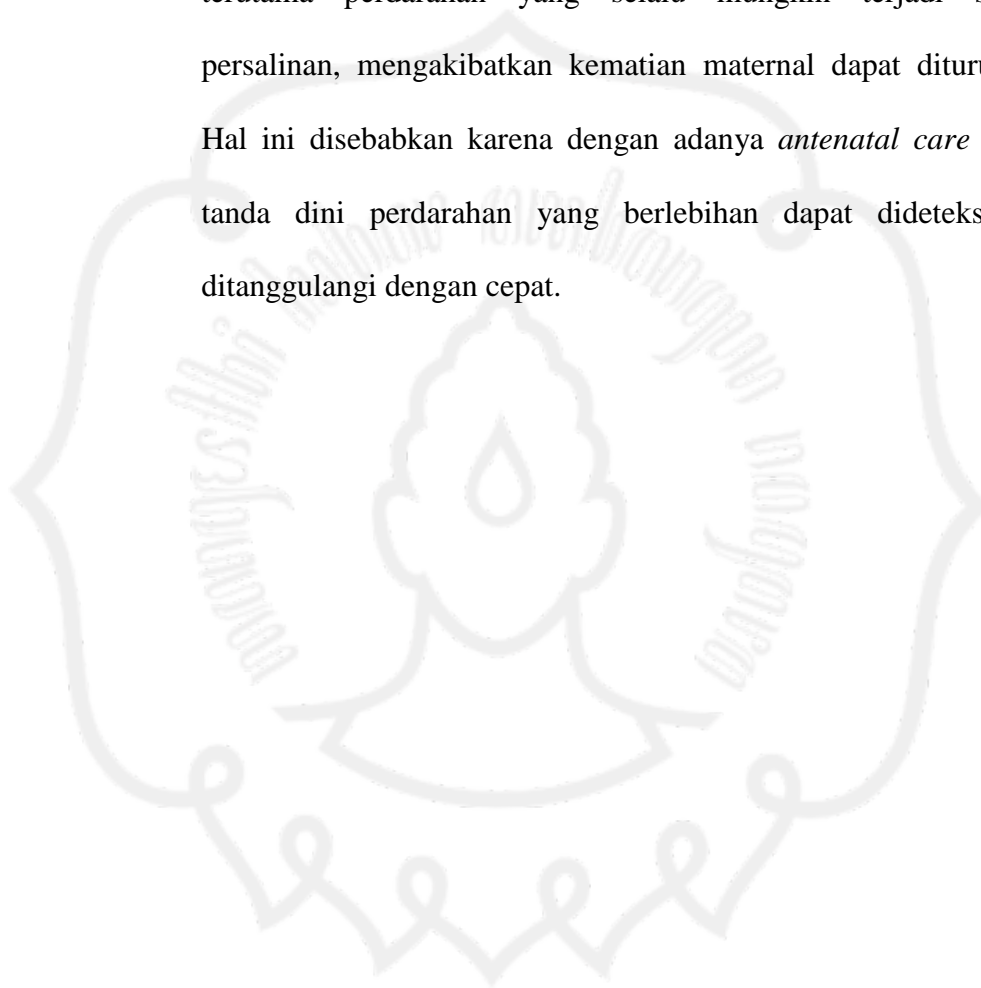 terutama perdarahan yang selalu mungkin terjadi s
persalinan, mengakibatkan kematian maternal dapat dituru
Hal ini disebabkan karena dengan adanya antenatal care
tanda dini perdarahan yang berlebihan dapat dideteks
ditanggulangi dengan cepat.